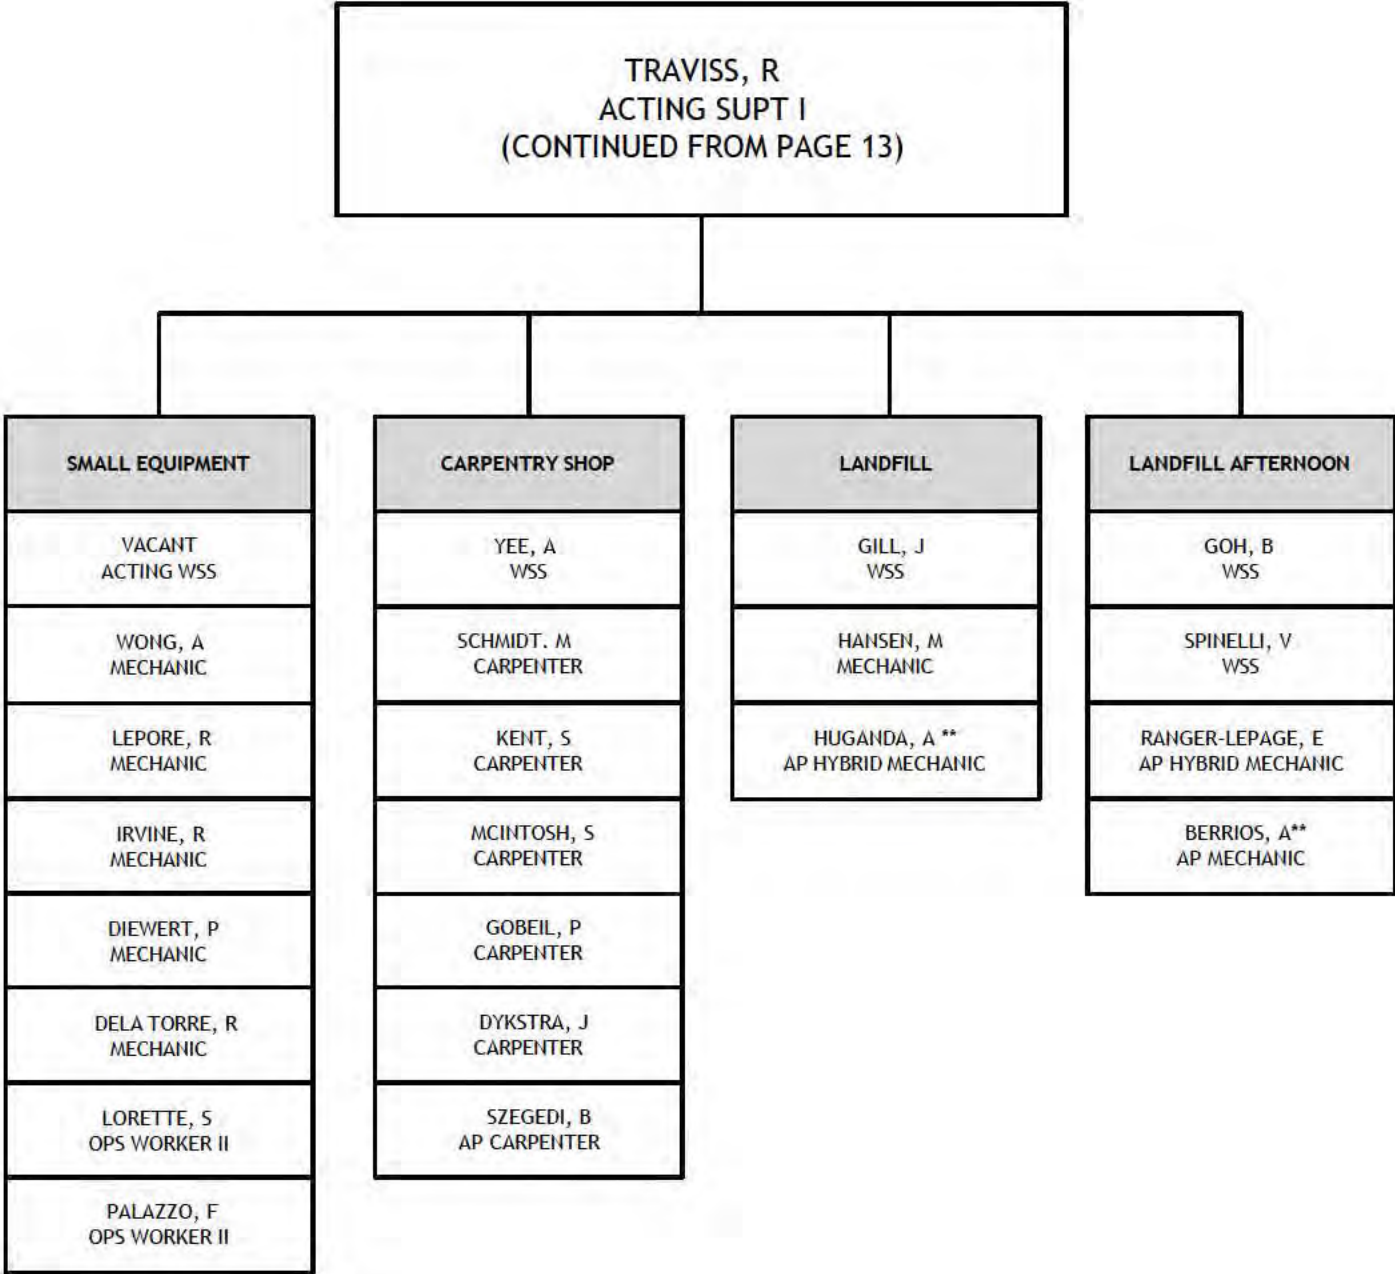 TRAVISS, R
ACTING SUPT I
(CONTINUED FROM PAGE 13)
SMALL EQUIPMENT
VACANT
ACTING WSS
WONG, A
MECHANIC
LEPORE, R
MECHANIC
IRVINE, R
MECHANIC
DIEWERT, P
MECHANIC
DELA TORRE, R
MECHANIC
LORETTE, S
OPS WORKER II
PALAZZO, F
OPS WORKER II
CARPENTRY SHOP
YEE, A
WSS
SCHMIDT. M
CARPENTER
KENT, S
CARPENTER
MCINTOSH, S
CARPENTER
GOBEIL, P
CARPENTER
DYKSTRA, J
CARPENTER
SZEGEDI, B
AP CARPENTER
LANDFILL
GILL, J
WSS
HANSEN, M
MECHANIC
HUGANDA, A **
AP HYBRID MECHANIC
LANDFILL AFTERNOON
GOH, B
WSS
SPINELLI, V
WSS
RANGER-LEPAGE, E
AP HYBRID MECHANIC
BERRIOS, A**
AP MECHANIC